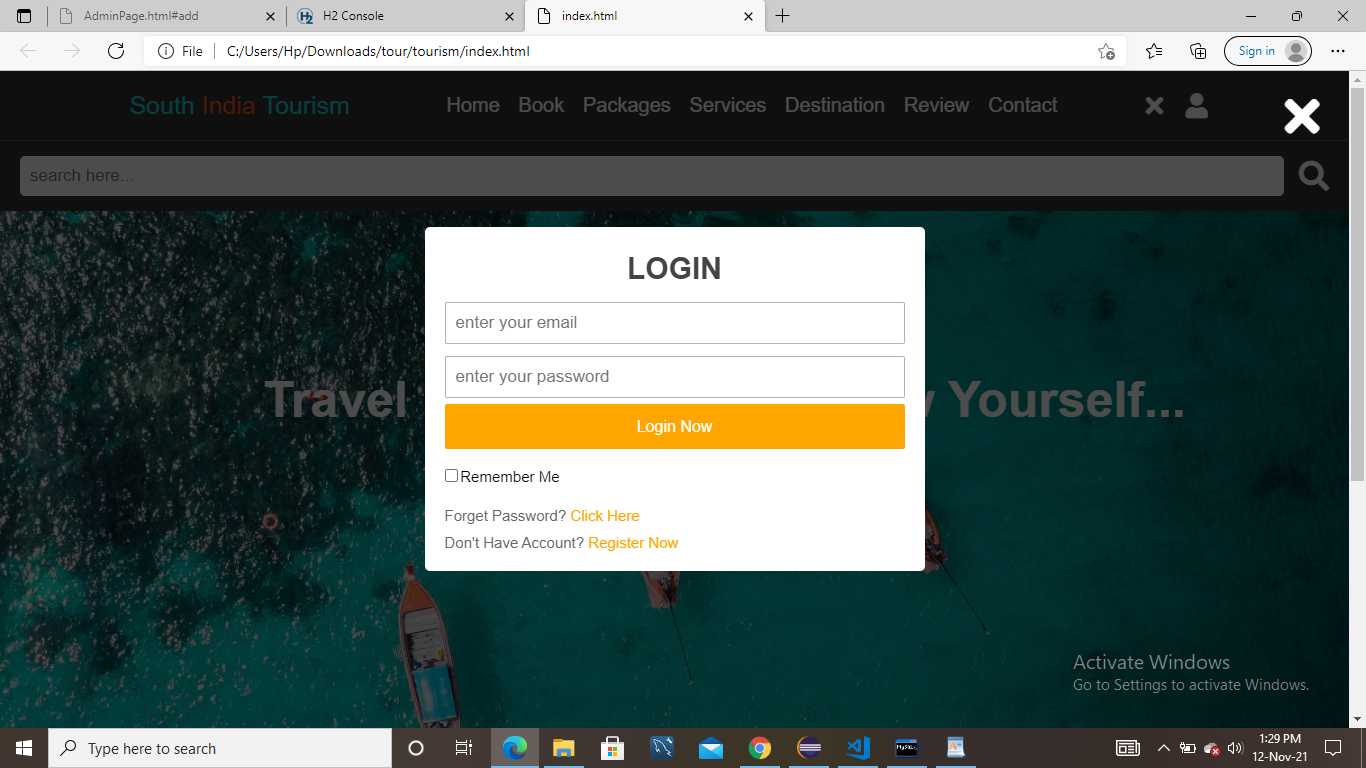 AdminPage.html#add
H2 Console
index.html
File
C:/Users/Hp/Downloads/tour/tourism/index.html
Sign in
South India Tourism
Home Book Packages Services Destination Review Contact
search here...
LOGIN
enter your email
Travel
Yourself...
enter your password
Login Now
Remember Me
Forget Password? Click Here
Don't Have Account? Register Now
Activate Windows
Go to Settings to activate Windows.
Type here to search
1:29 PM
12-Nov-21